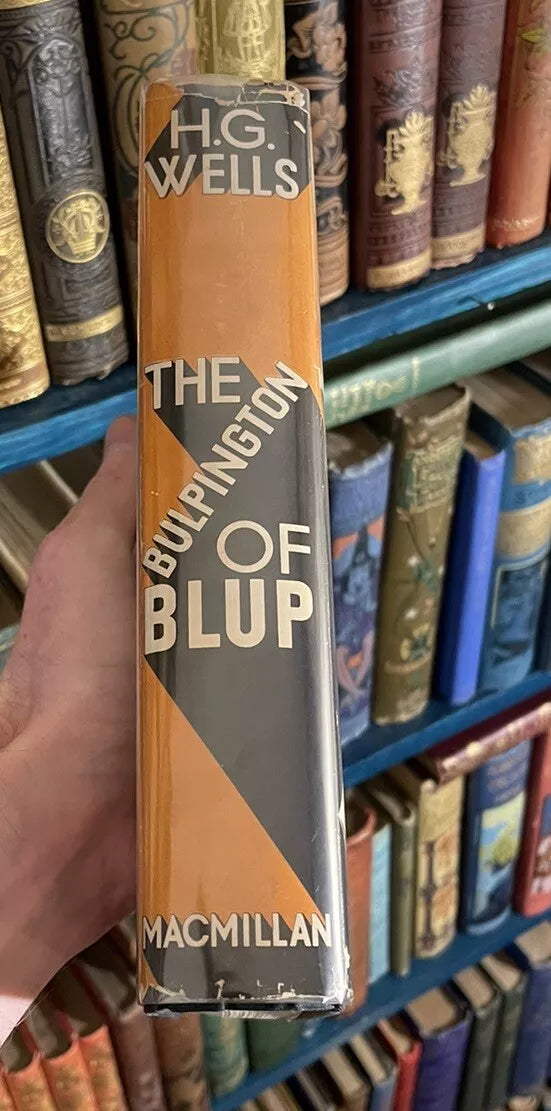 H.G.
WELLS
THE
BULPINGTON
OF
BLUP
MACMILLAN